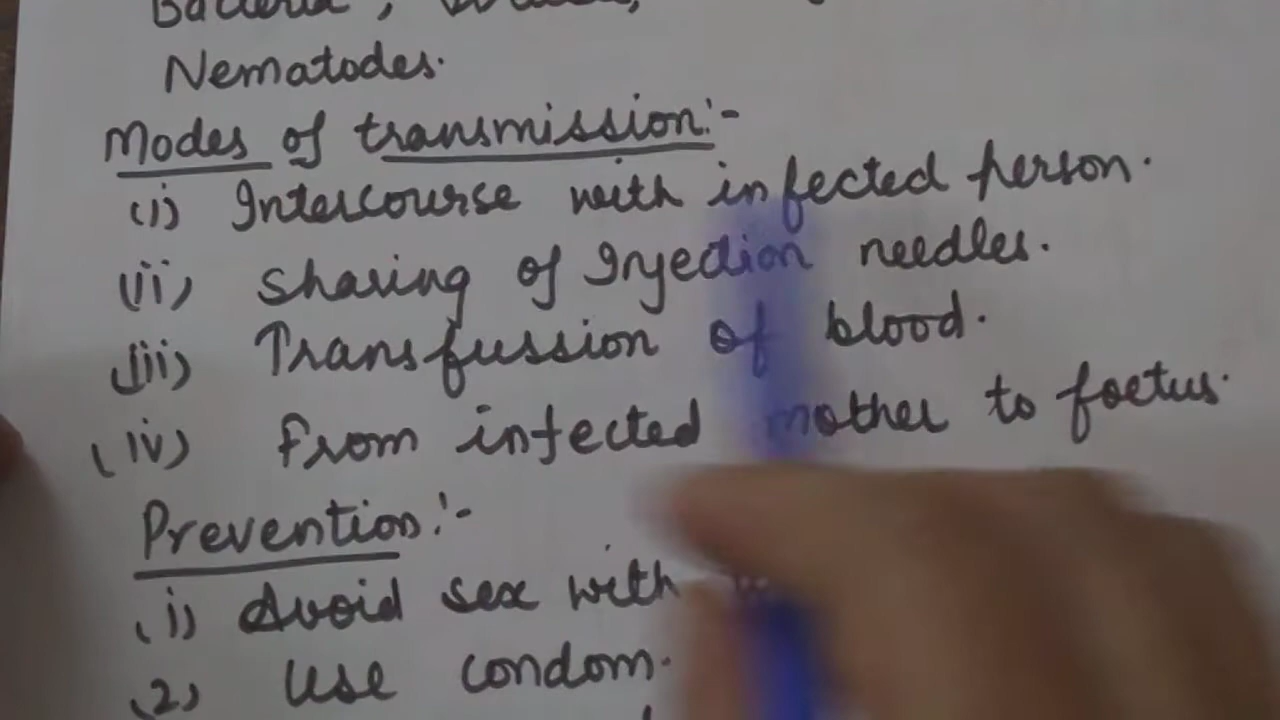 Bacteria,
Nematodes.
Modes of transmission:-
(i) Intercourse with infected person.
(ii) Sharing of Injection needles.
(iii) Transfussion of blood.
(iv) From infected mother to foetus.
Prevention:-
(i) Avoid sex with
(2) Use condom.